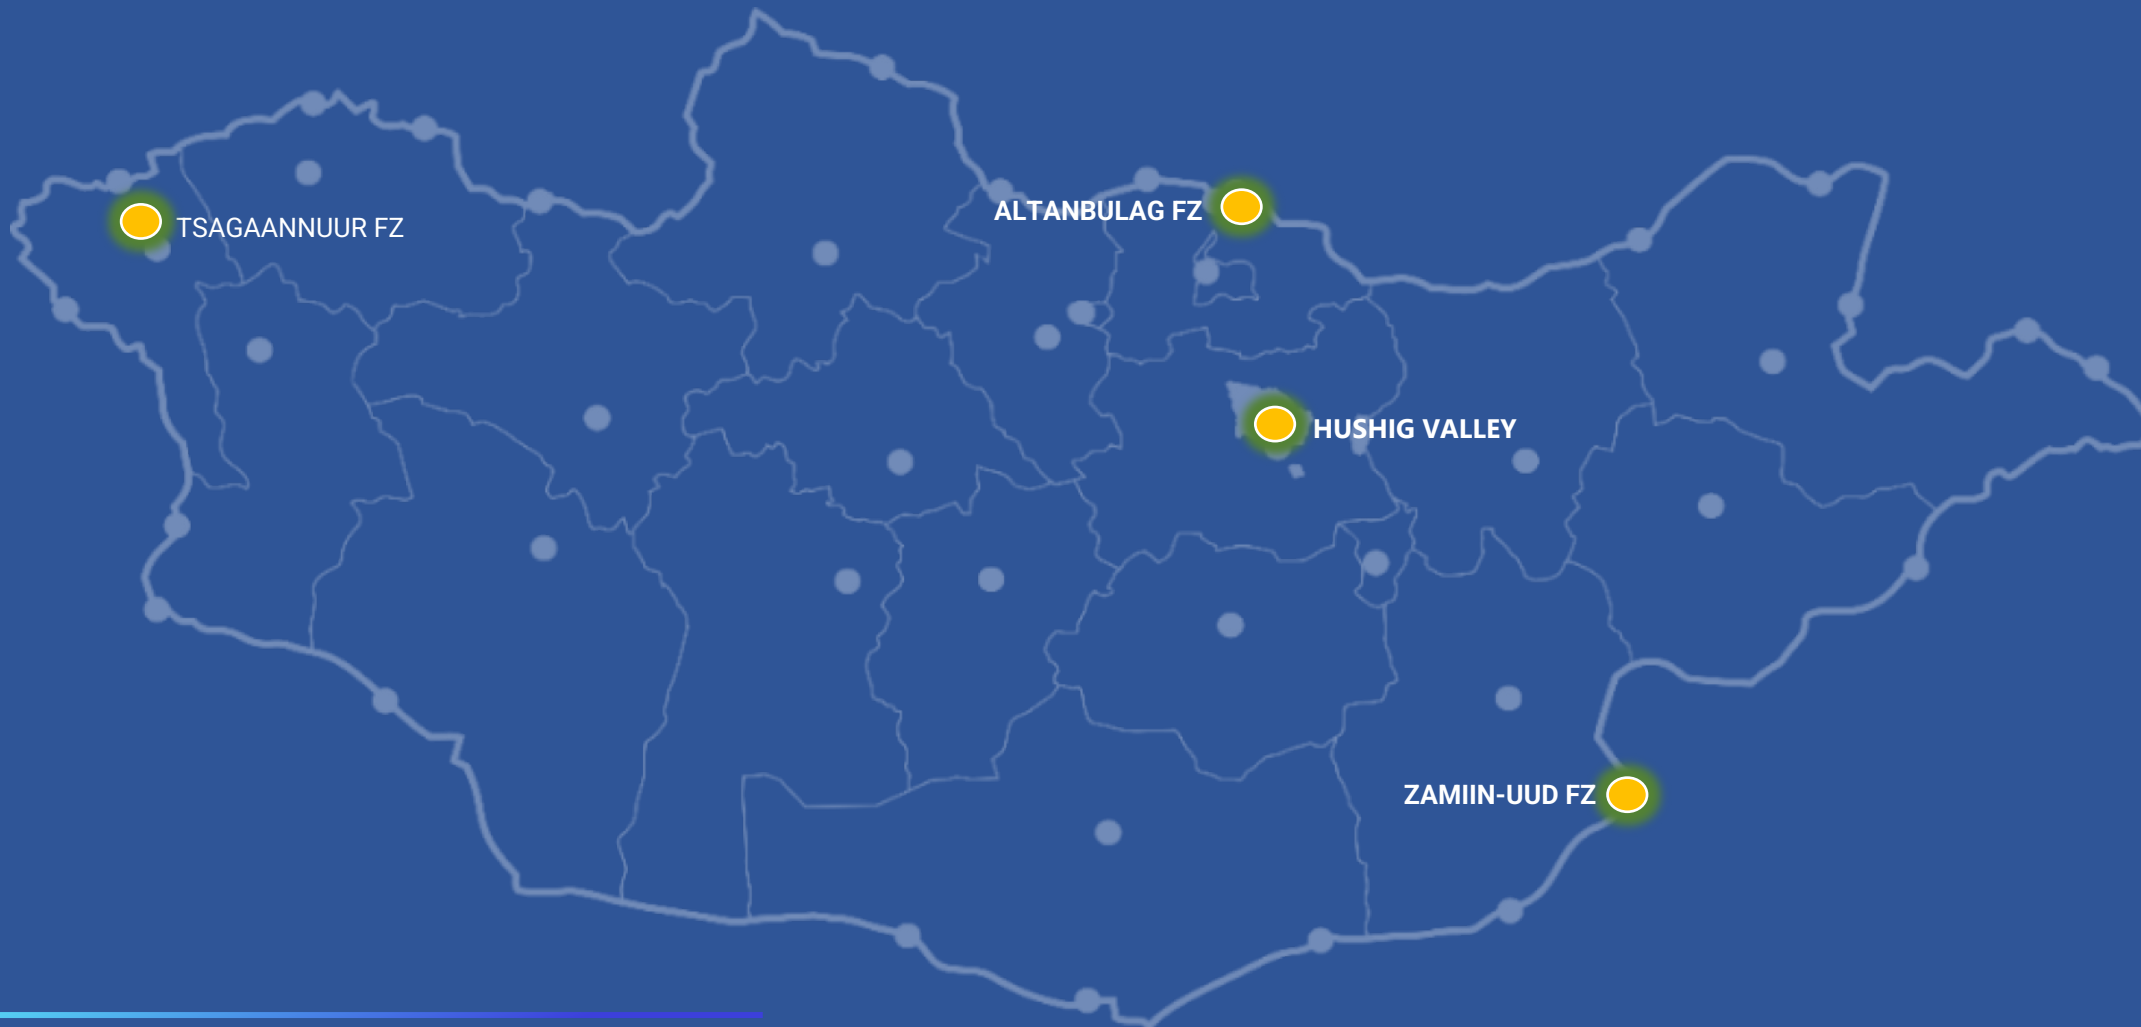 ALTANBULAG FZ
TSAGAANNUUR FZ
HUSHIG VALLEY
ZAMIIN-UUD FZ